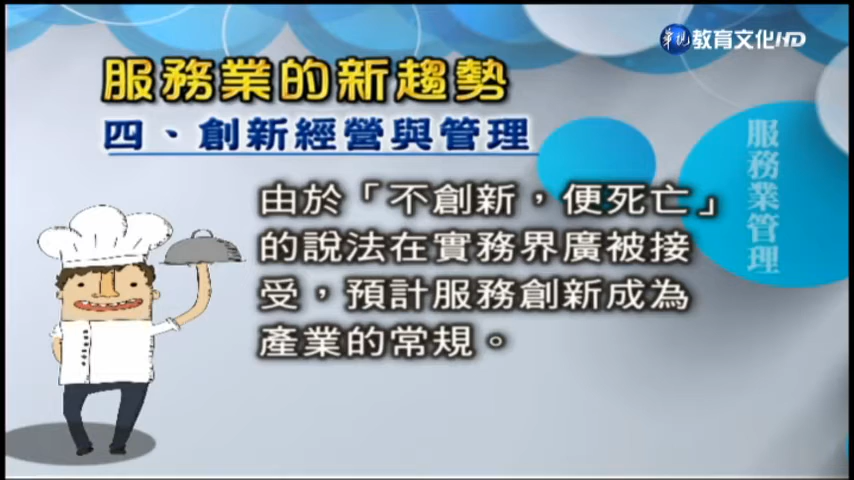 華視 教育文化HD
服務業的新趨勢
四、創新經營與管理
服務業管理
由於「不創新，便死亡」
的說法在實務界廣被接
受，預計服務創新成為
產業的常規。